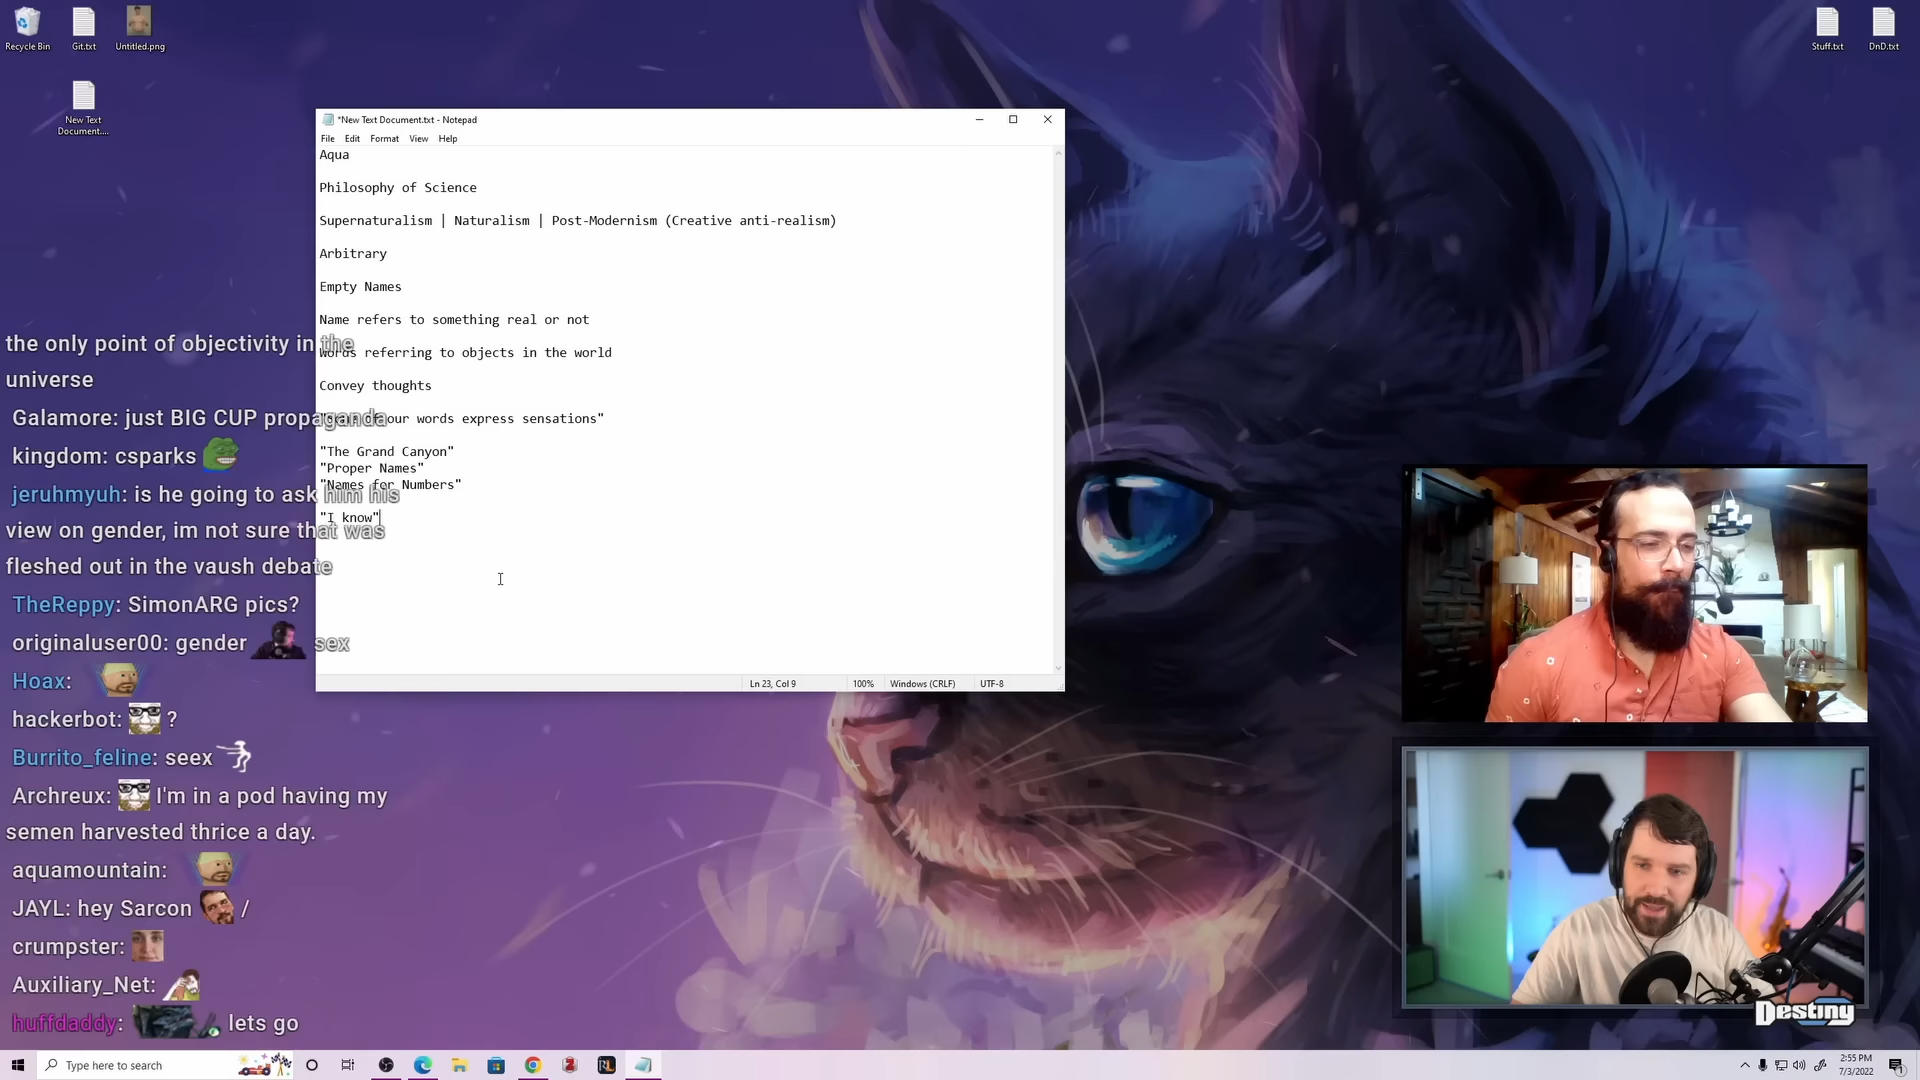 Recycle Bin
Git.txt
Untitled.png
Stuff.txt
DnD.txt
New Text
Document....
*New Text Document.txt - Notepad
File Edit Format View Help
Aqua
Philosophy of Science
Supernaturalism | Naturalism | Post-Modernism (Creative anti-realism)
Arbitrary
Empty Names
Name refers to something real or not
Words referring to objects in the world
Convey thoughts
our words express sensations"
"The Grand Canyon"
"Proper Names"
"Names for Numbers"
"I know"
Ln 23, Col 9
100%
Windows (CRLF)
UTF-8
the only point of objectivity in the
universe
Galamore: just BIG CUP propaganda
kingdom: csparks
jeruhmyuh: is he going to ask him his
view on gender, im not sure that was
fleshed out in the vaush debate
TheReppy: SimonARG pics?
originaluser00: gender sex
Hoax:
hackerbot: ?
Burrito_feline: seex
Archreux: I'm in a pod having my
semen harvested thrice a day.
aquamountain:
JAYL: hey Sarcon /
crumpster:
Auxiliary_Net:
huffdaddy: lets go
Destiny
Type here to search
2:55 PM
7/3/2022